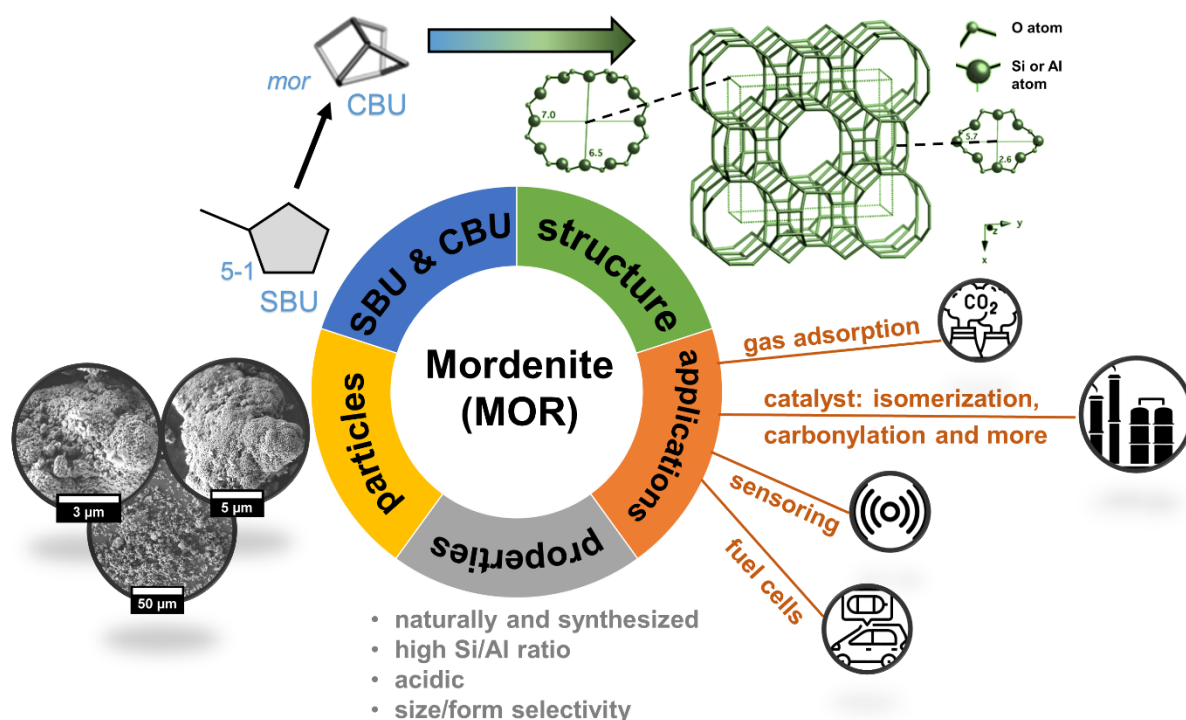 mor
CBU
5-1
SBU
7.0
6.5
O atom
Si or Al
atom
5.7
2.6
y
z
x
SBU & CBU
structure
applications
properties
particles
Mordenite
(MOR)
CO2
gas adsorption
catalyst: isomerization,
carbonylation and more
sensoring
fuel cells
3 µm
5 µm
50 µm
• naturally and synthesized
• high Si/Al ratio
• acidic
• size/form selectivity